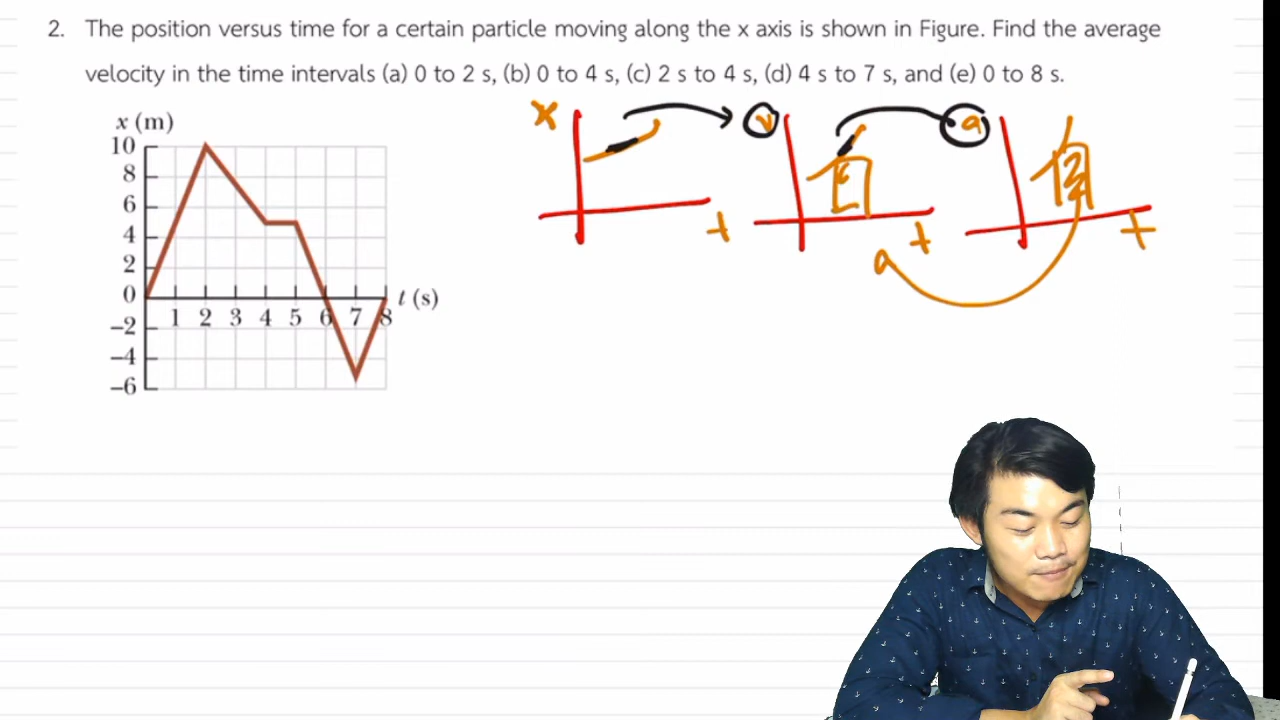 2. The position versus time for a certain particle moving along the x axis is shown in Figure. Find the average
velocity in the time intervals (a) 0 to 2 s, (b) 0 to 4 s, (c) 2 s to 4 s, (d) 4 s to 7 s, and (e) 0 to 8 s.
x (m)
10
8
6
4
2
0
−2
−4
−6
1 2 3 4 5 6 7 8
t (s)
x
t
v
t
a
t
a